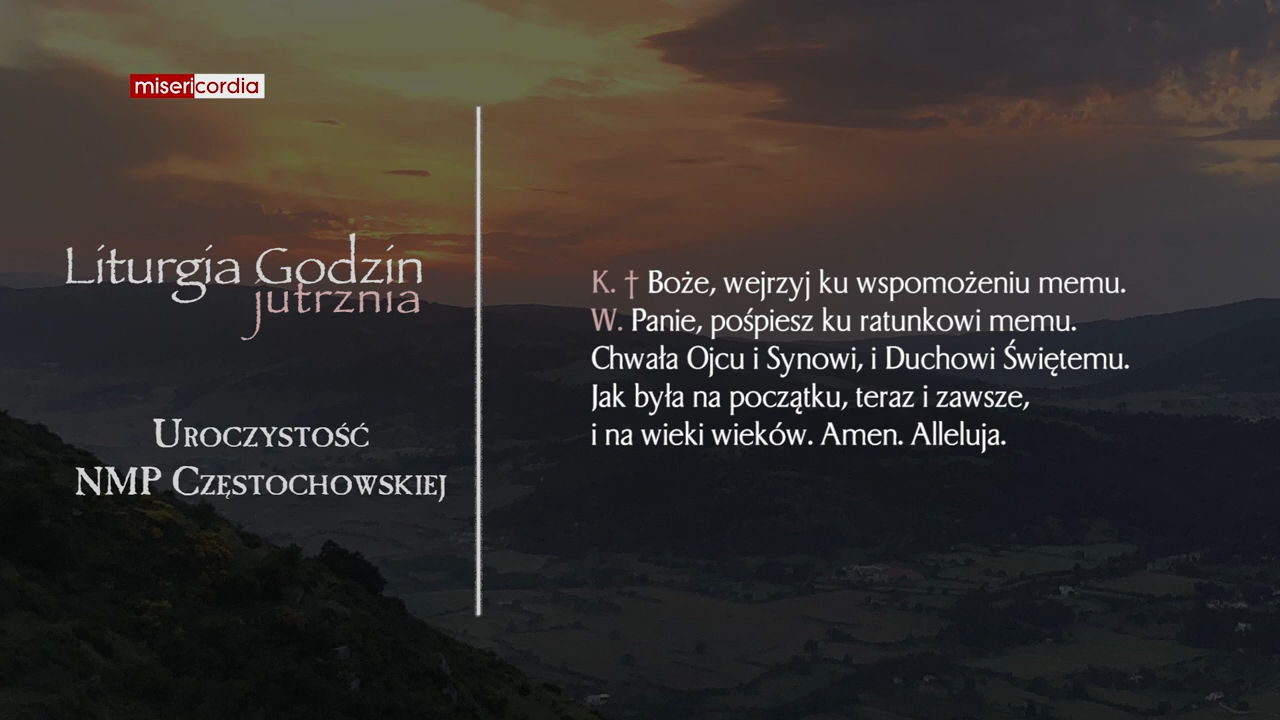 misericordia
Liturgia Godzin
jutrznia
Uroczystość
NMP Częstochowskiej
K. † Boże, wejrzyj ku wspomożeniu memu.
W. Panie, pośpiesz ku ratunkowi memu.
Chwała Ojcu i Synowi, i Duchowi Świętemu.
Jak była na początku, teraz i zawsze,
i na wieki wieków. Amen. Alleluja.